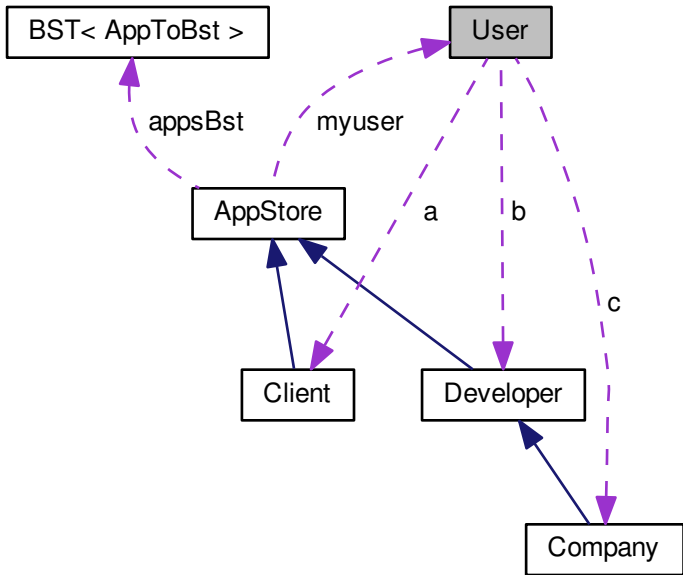 BST< AppToBst >
User
appsBst
myuser
AppStore
a
b
c
Client
Developer
Company